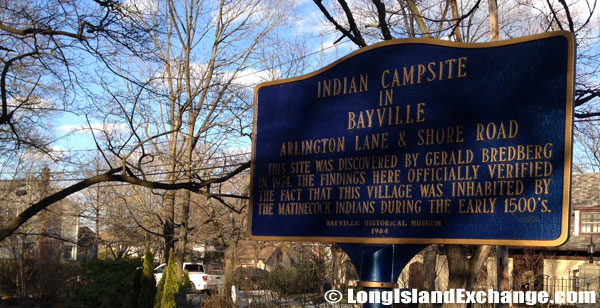 INDIAN CAMPSITE
IN
BAYVILLE
ARLINGTON LANE & SHORE ROAD
THIS SITE WAS DISCOVERED BY GERALD BREDBERG
IN 1974. THE FINDINGS HERE OFFICIALLY VERIFIED
THE FACT THAT THIS VILLAGE WAS INHABITED BY
THE MATINECOCK INDIANS DURING THE EARLY 1500'S.
BAYVILLE HISTORICAL MUSEUM
1984
© LongIslandExchange.com®